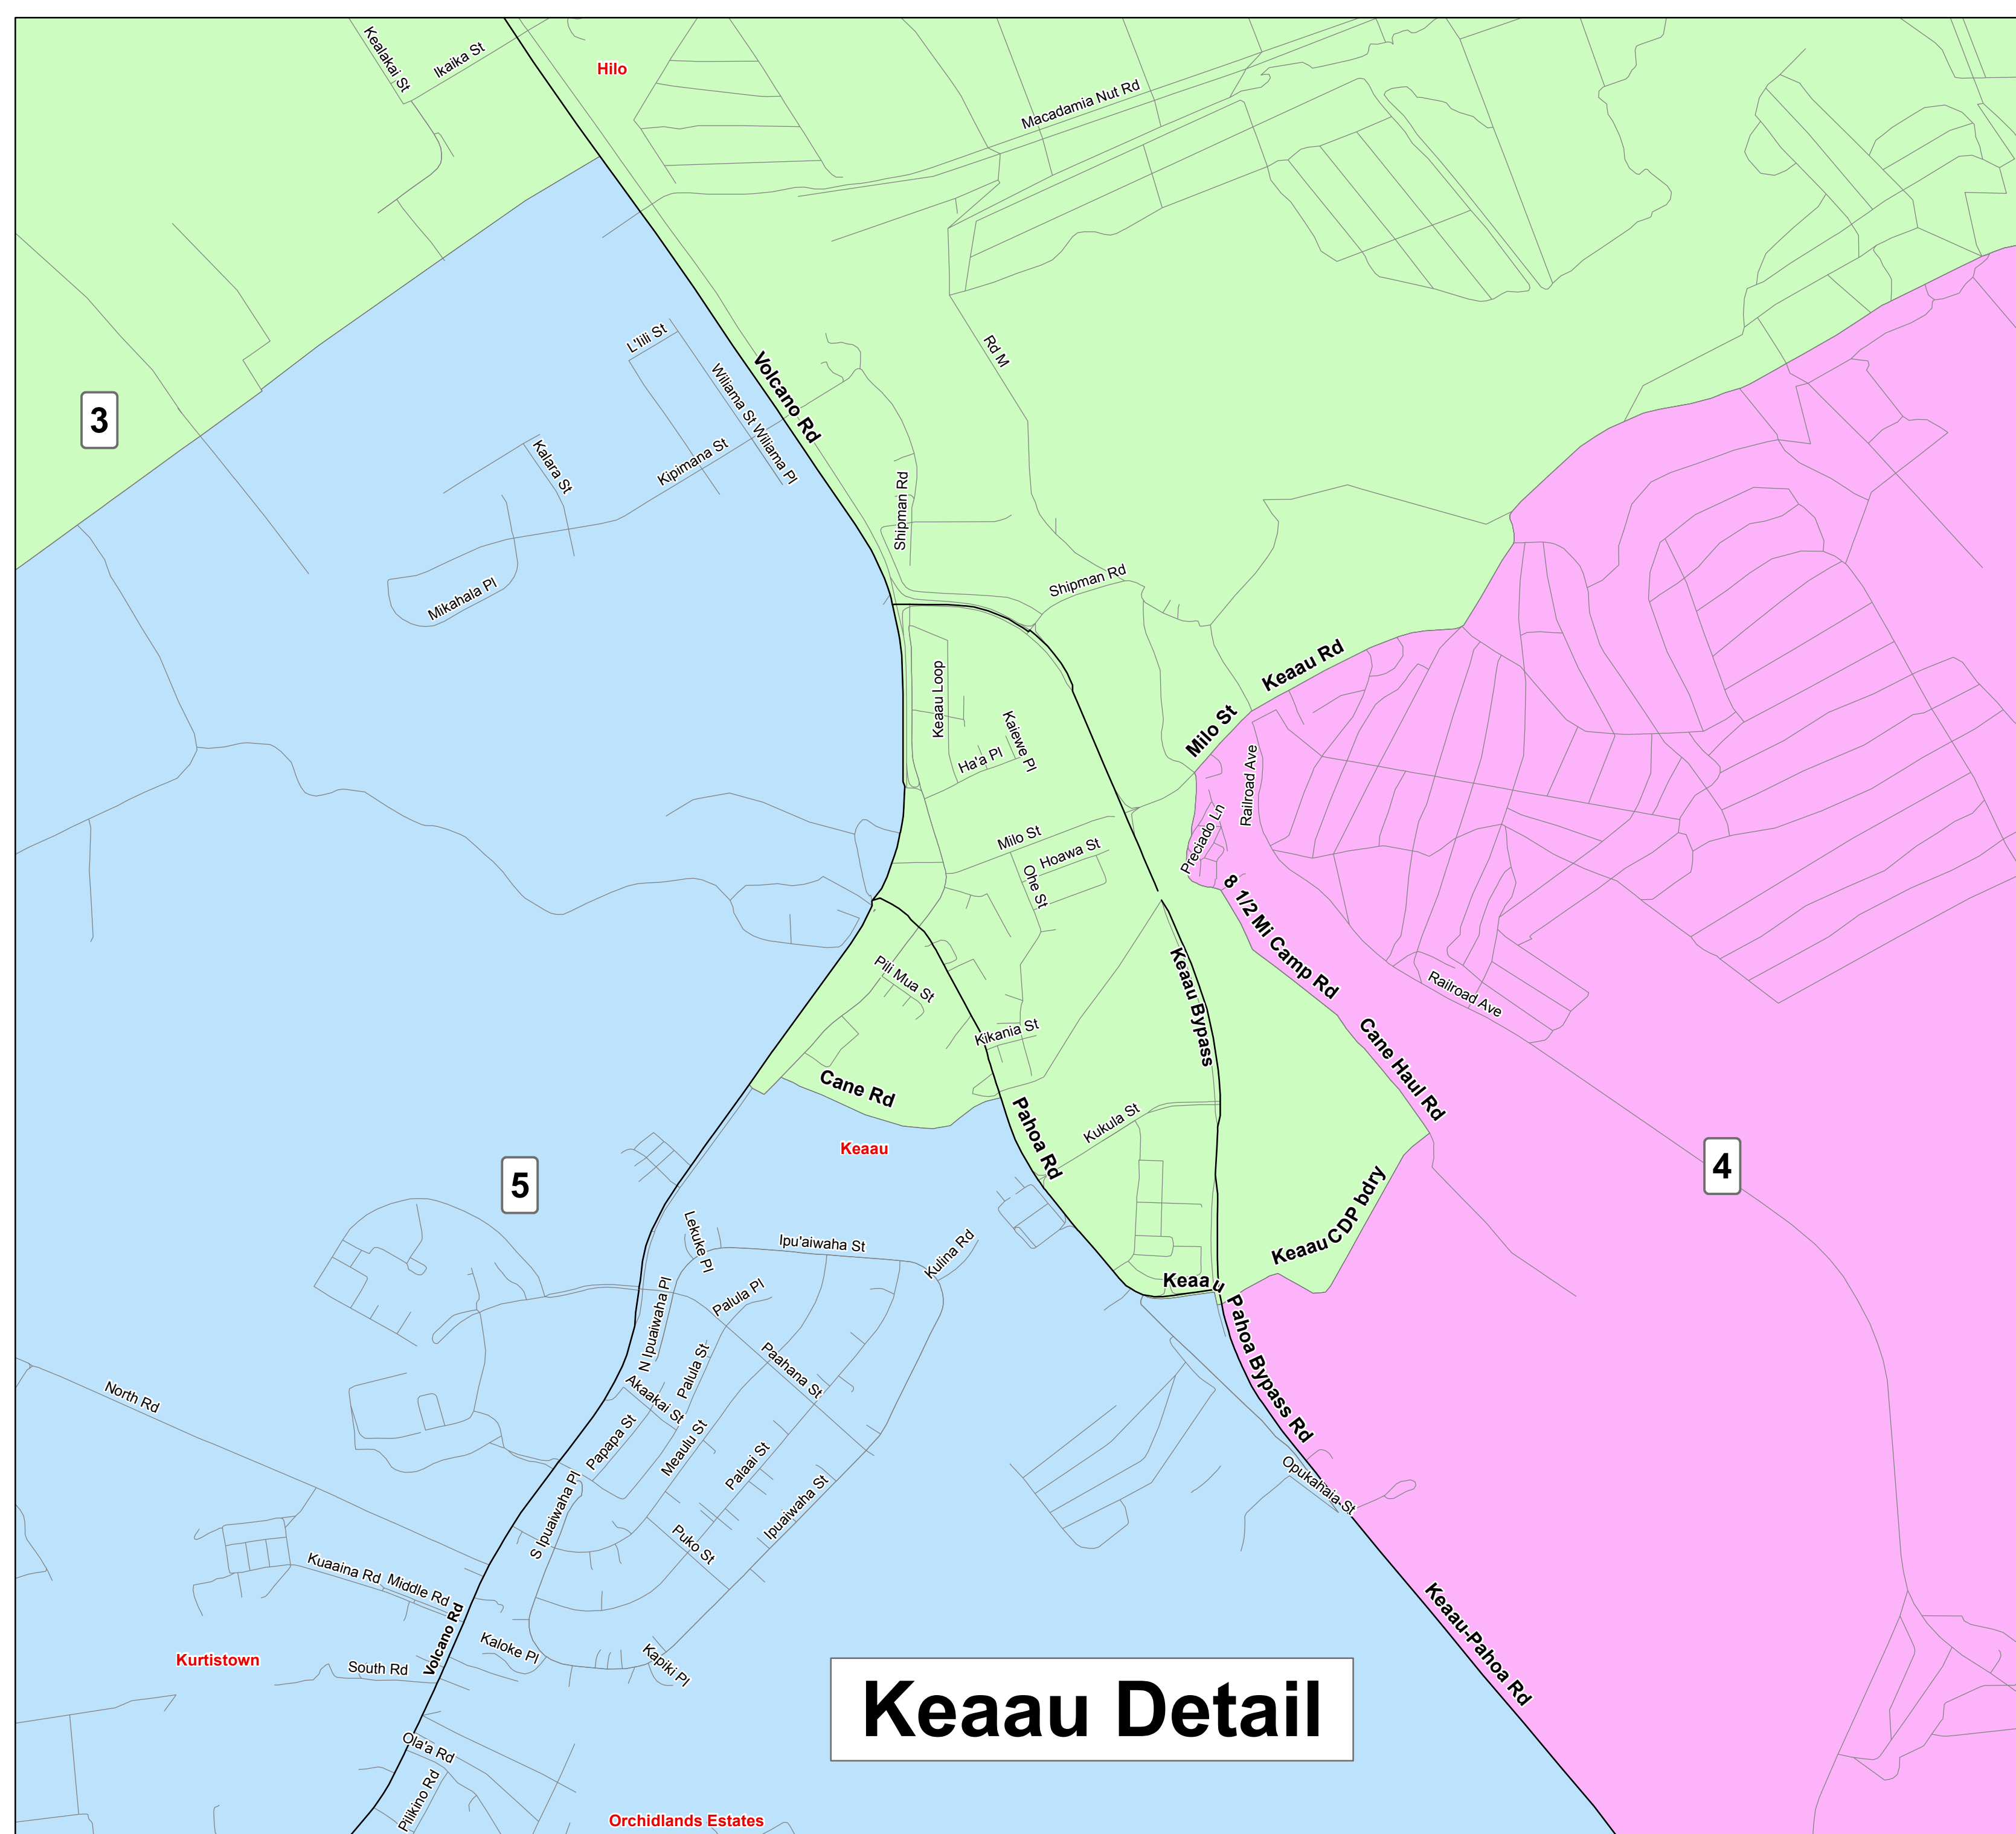 Kealakai St
Ikaika St
Hilo
Macadamia Nut Rd
L'Iili St
Wiliama St
Wiliama Pl
Volcano Rd
Rd M
3
Kalara St
Kipimana St
Shipman Rd
Mikahala Pl
Shipman Rd
Keaau Rd
Keaau Loop
Kaiewe Pl
Ha'a Pl
Milo St
Railroad Ave
Preciado Ln
Milo St
Hoawa St
Ohe St
8 1/2 Mi Camp Rd
Pili Mua St
Keaau Bypass
Railroad Ave
Kikania St
Cane Haul Rd
Cane Rd
Pahoa Rd
Kukula St
Keaau
5
4
Keaau CDP bdry
Lekuke Pl
Ipu'aiwaha St
Kulina Rd
Keaau
Pahoa Bypass Rd
N Ipuaiwaha Pl
Palula Pl
Palula St
Paahana St
Akaakai St
North Rd
Papapa St
Meaulu St
Palaai St
Opukahaia St
S Ipuaiwaha Pl
Ipuaiwaha St
Puko St
Kuaaina Rd
Middle Rd
Volcano Rd
Keaau-Pahoa Rd
Kaloke Pl
Kapiki Pl
Kurtistown
South Rd
Keaau Detail
Ola'a Rd
Pilikino Rd
Orchidlands Estates